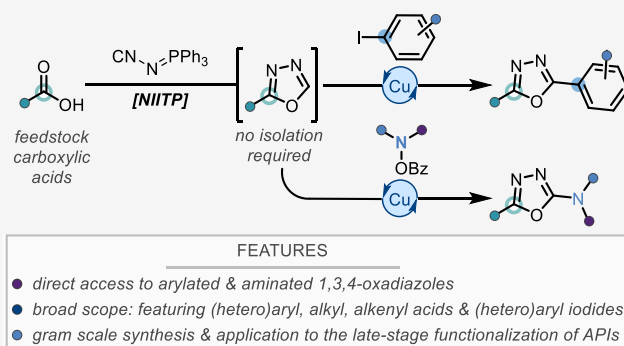 CN
N=PPh3
[NIITP]
O
OH
feedstock
carboxylic
acids
N N
O
no isolation
required
I
Cu
N N
O
N
OBz
Cu
N N
O
N
FEATURES
direct access to arylated & aminated 1,3,4-oxadiazoles
broad scope: featuring (hetero)aryl, alkyl, alkenyl acids & (hetero)aryl iodides
gram scale synthesis & application to the late-stage functionalization of APIs